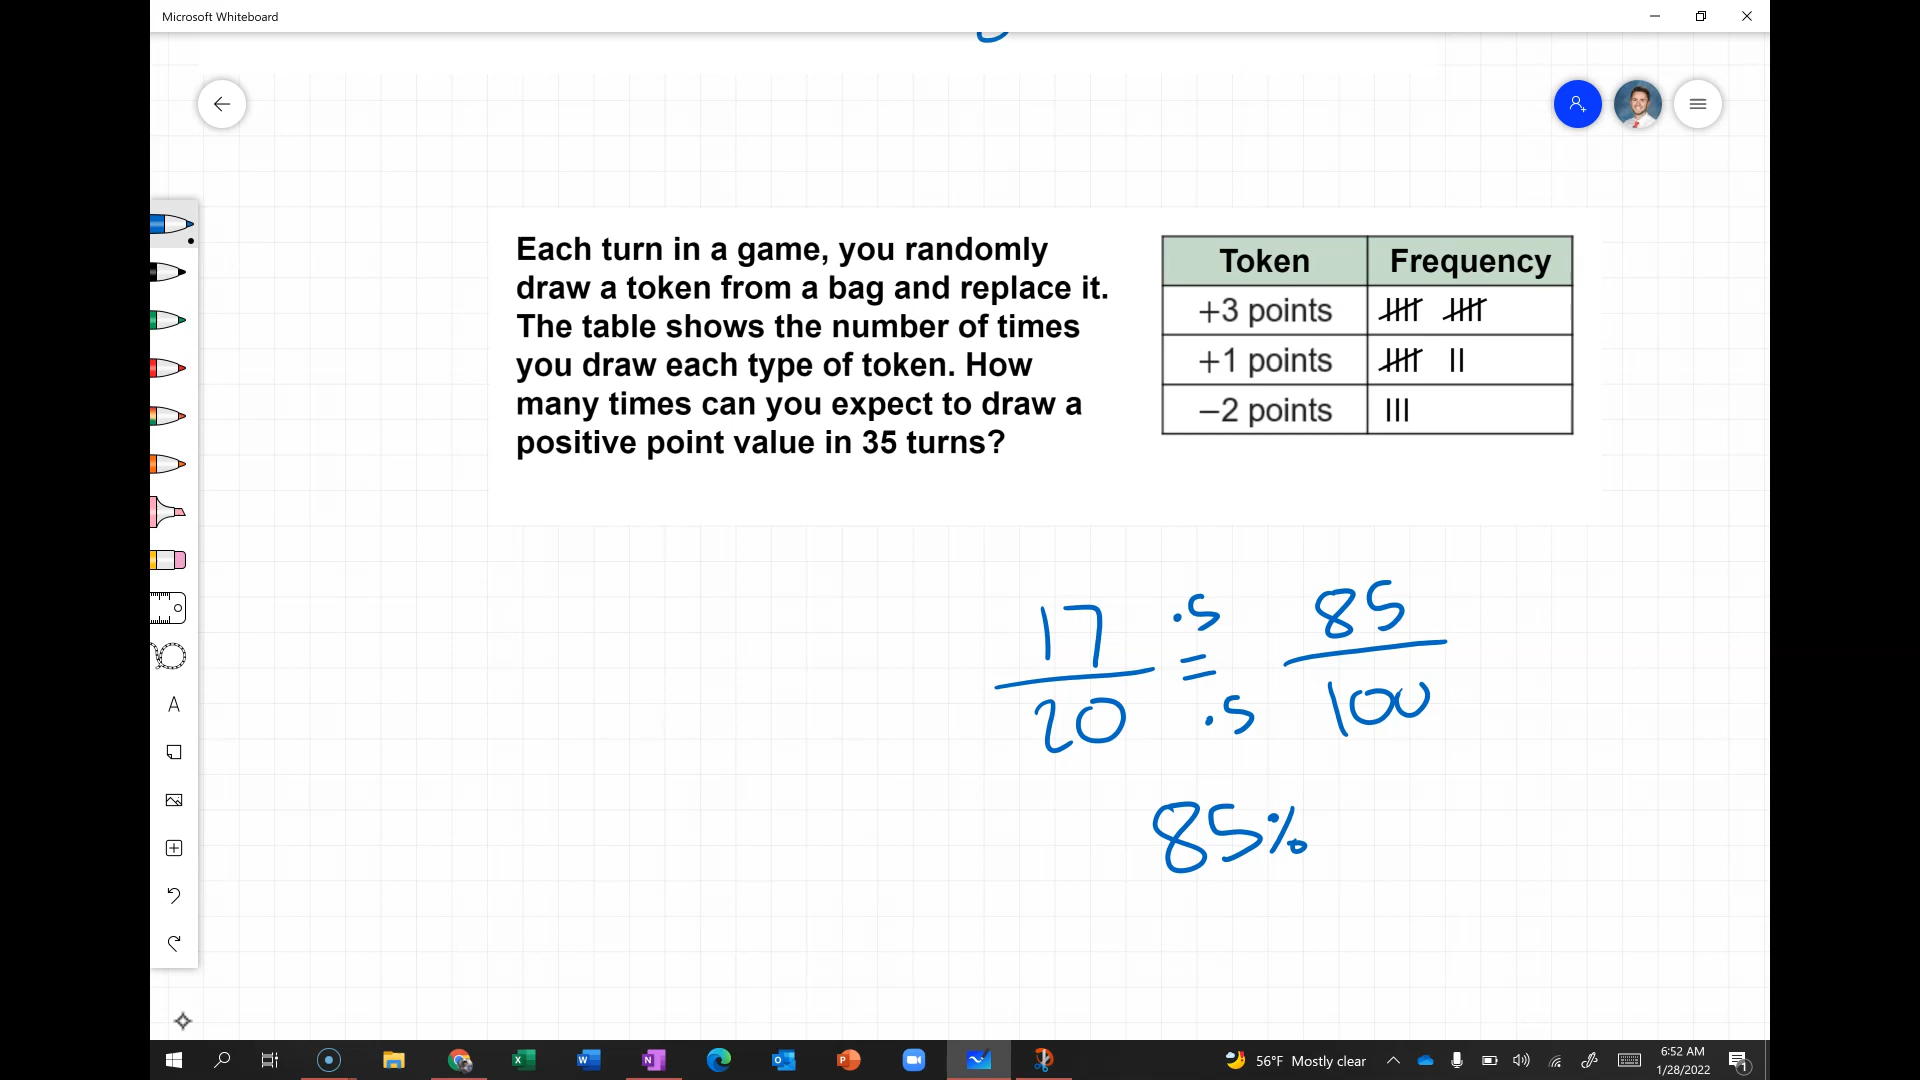 Microsoft Whiteboard
Each turn in a game, you randomly
draw a token from a bag and replace it.
The table shows the number of times
you draw each type of token. How
many times can you expect to draw a
positive point value in 35 turns?
Token Frequency
+3 points
+1 points
−2 points
17/20 = 85/100
·5
·5
85%
A
56°F Mostly clear
6:52 AM
1/28/2022
1